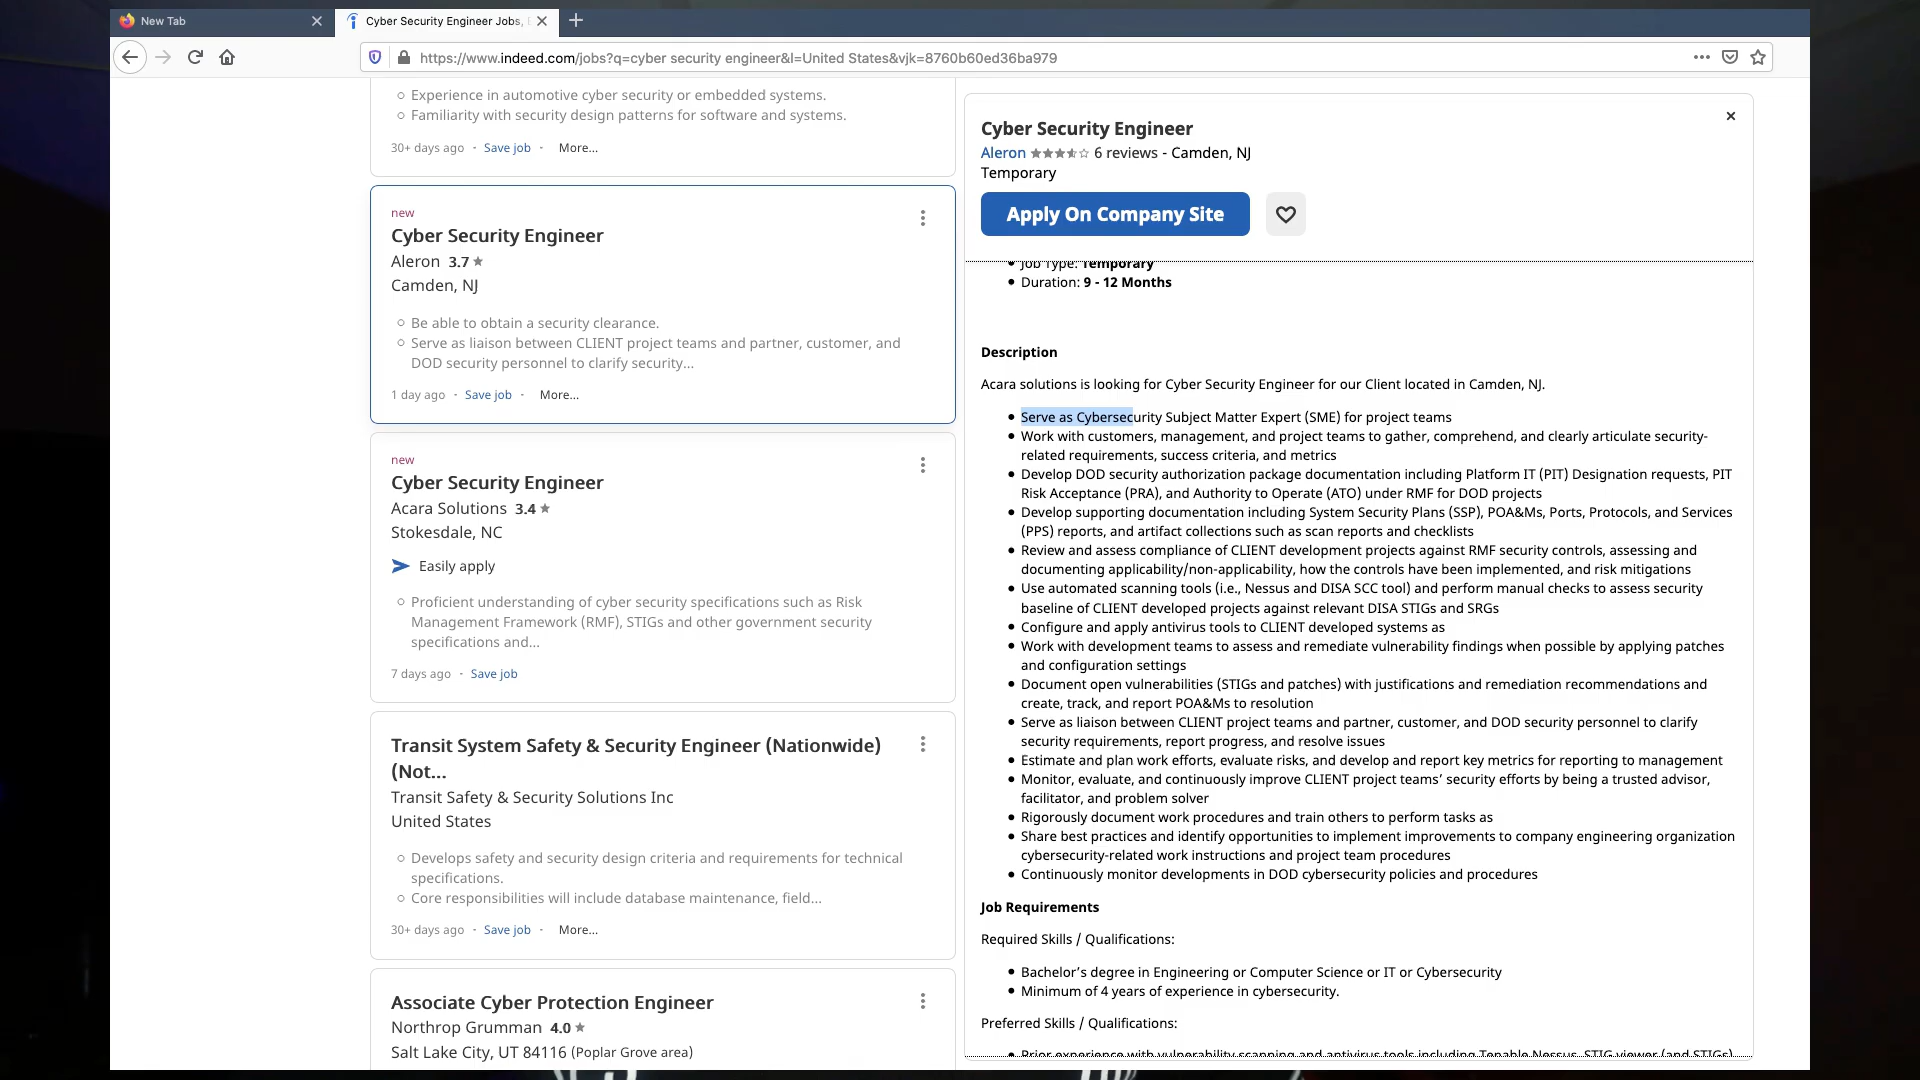 New Tab
Cyber Security Engineer Jobs,
https://www.indeed.com/jobs?q=cyber security engineer&l=United States&vjk=8760b60ed36ba979
Experience in automotive cyber security or embedded systems.
Familiarity with security design patterns for software and systems.
30+ days ago · Save job · More...
new
Cyber Security Engineer
Aleron 3.7 ★
Camden, NJ
Be able to obtain a security clearance.
Serve as liaison between CLIENT project teams and partner, customer, and
DOD security personnel to clarify security…
1 day ago · Save job · More...
new
Cyber Security Engineer
Acara Solutions 3.4 ★
Stokesdale, NC
Easily apply
Proficient understanding of cyber security specifications such as Risk
Management Framework (RMF), STIGs and other government security
specifications and…
7 days ago · Save job
Transit System Safety & Security Engineer (Nationwide)
(Not...
Transit Safety & Security Solutions Inc
United States
Develops safety and security design criteria and requirements for technical
specifications.
Core responsibilities will include database maintenance, field…
30+ days ago · Save job · More...
Associate Cyber Protection Engineer
Northrop Grumman 4.0 ★
Salt Lake City, UT 84116 (Poplar Grove area)
Cyber Security Engineer
Aleron 6 reviews - Camden, NJ
Temporary
Apply On Company Site
Job Type: Temporary
Duration: 9 - 12 Months
Description
Acara solutions is looking for Cyber Security Engineer for our Client located in Camden, NJ.
Serve as Cybersecurity Subject Matter Expert (SME) for project teams
Work with customers, management, and project teams to gather, comprehend, and clearly articulate security-
related requirements, success criteria, and metrics
Develop DOD security authorization package documentation including Platform IT (PIT) Designation requests, PIT
Risk Acceptance (PRA), and Authority to Operate (ATO) under RMF for DOD projects
Develop supporting documentation including System Security Plans (SSP), POA&Ms, Ports, Protocols, and Services
(PPS) reports, and artifact collections such as scan reports and checklists
Review and assess compliance of CLIENT development projects against RMF security controls, assessing and
documenting applicability/non-applicability, how the controls have been implemented, and risk mitigations
Use automated scanning tools (i.e., Nessus and DISA SCC tool) and perform manual checks to assess security
baseline of CLIENT developed projects against relevant DISA STIGs and SRGs
Configure and apply antivirus tools to CLIENT developed systems as
Work with development teams to assess and remediate vulnerability findings when possible by applying patches
and configuration settings
Document open vulnerabilities (STIGs and patches) with justifications and remediation recommendations and
create, track, and report POA&Ms to resolution
Serve as liaison between CLIENT project teams and partner, customer, and DOD security personnel to clarify
security requirements, report progress, and resolve issues
Estimate and plan work efforts, evaluate risks, and develop and report key metrics for reporting to management
Monitor, evaluate, and continuously improve CLIENT project teams’ security efforts by being a trusted advisor,
facilitator, and problem solver
Rigorously document work procedures and train others to perform tasks as
Share best practices and identify opportunities to implement improvements to company engineering organization
cybersecurity-related work instructions and project team procedures
Continuously monitor developments in DOD cybersecurity policies and procedures
Job Requirements
Required Skills / Qualifications:
Bachelor’s degree in Engineering or Computer Science or IT or Cybersecurity
Minimum of 4 years of experience in cybersecurity.
Preferred Skills / Qualifications:
Prior experience with vulnerability scanning and antivirus tools including Tenable Nessus, STIG viewer (and STIGs)